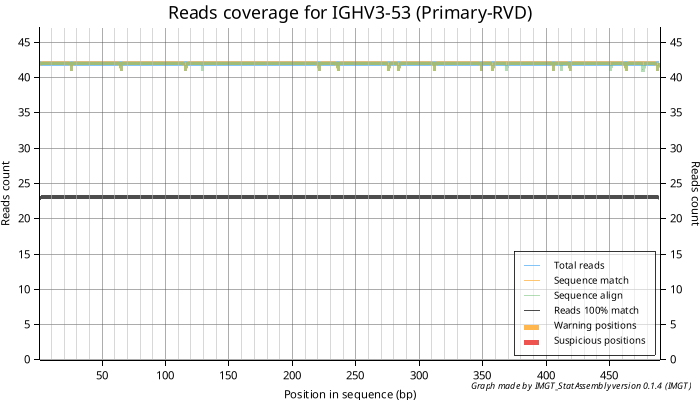 Reads coverage for IGHV3-53 (Primary-RVD)
45 45
40 40
35 35
30 30
25 25
20 20
15 15
10 10
5 5
0 0
Reads count
Reads count
Total reads
Sequence match
Sequence align
Reads 100% match
Warning positions
Suspicious positions
50 100 150 200 250 300 350 400 450
Position in sequence (bp)
Graph made by IMGT_StatAssembly version 0.1.4 (IMGT)